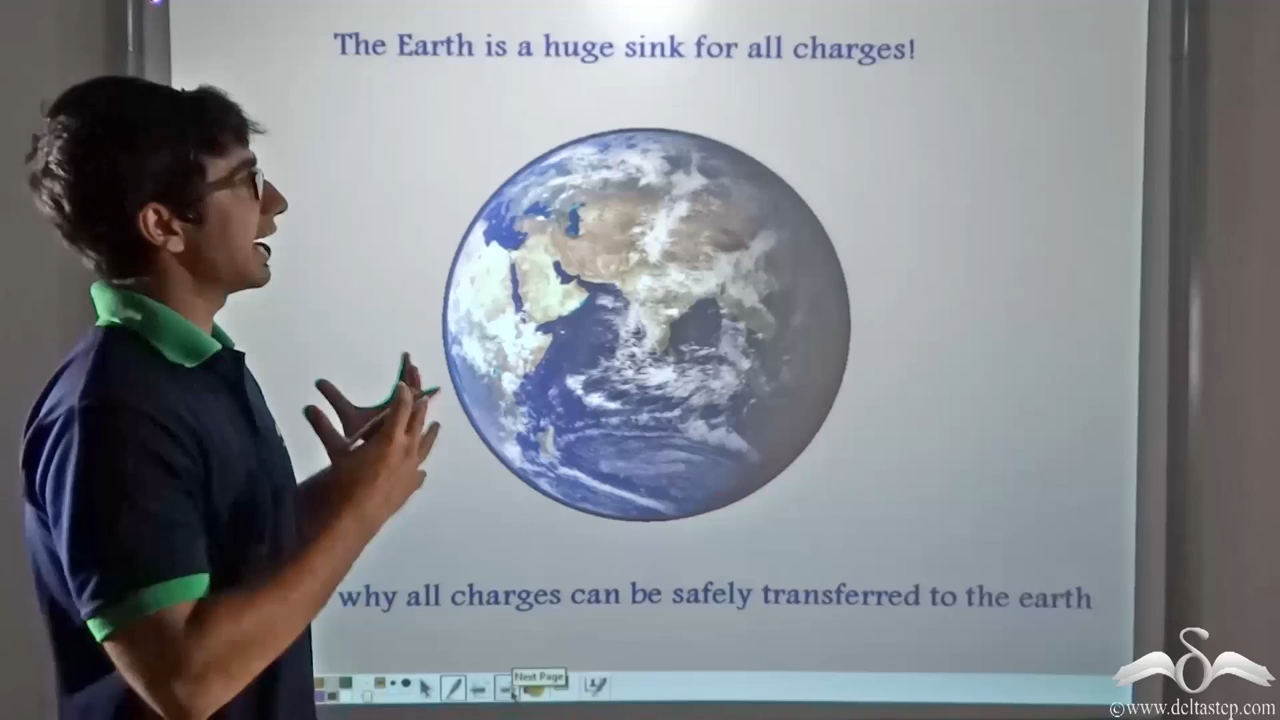 The Earth is a huge sink for all charges!
why all charges can be safely transferred to the earth
Next Page
©www.deltastep.com